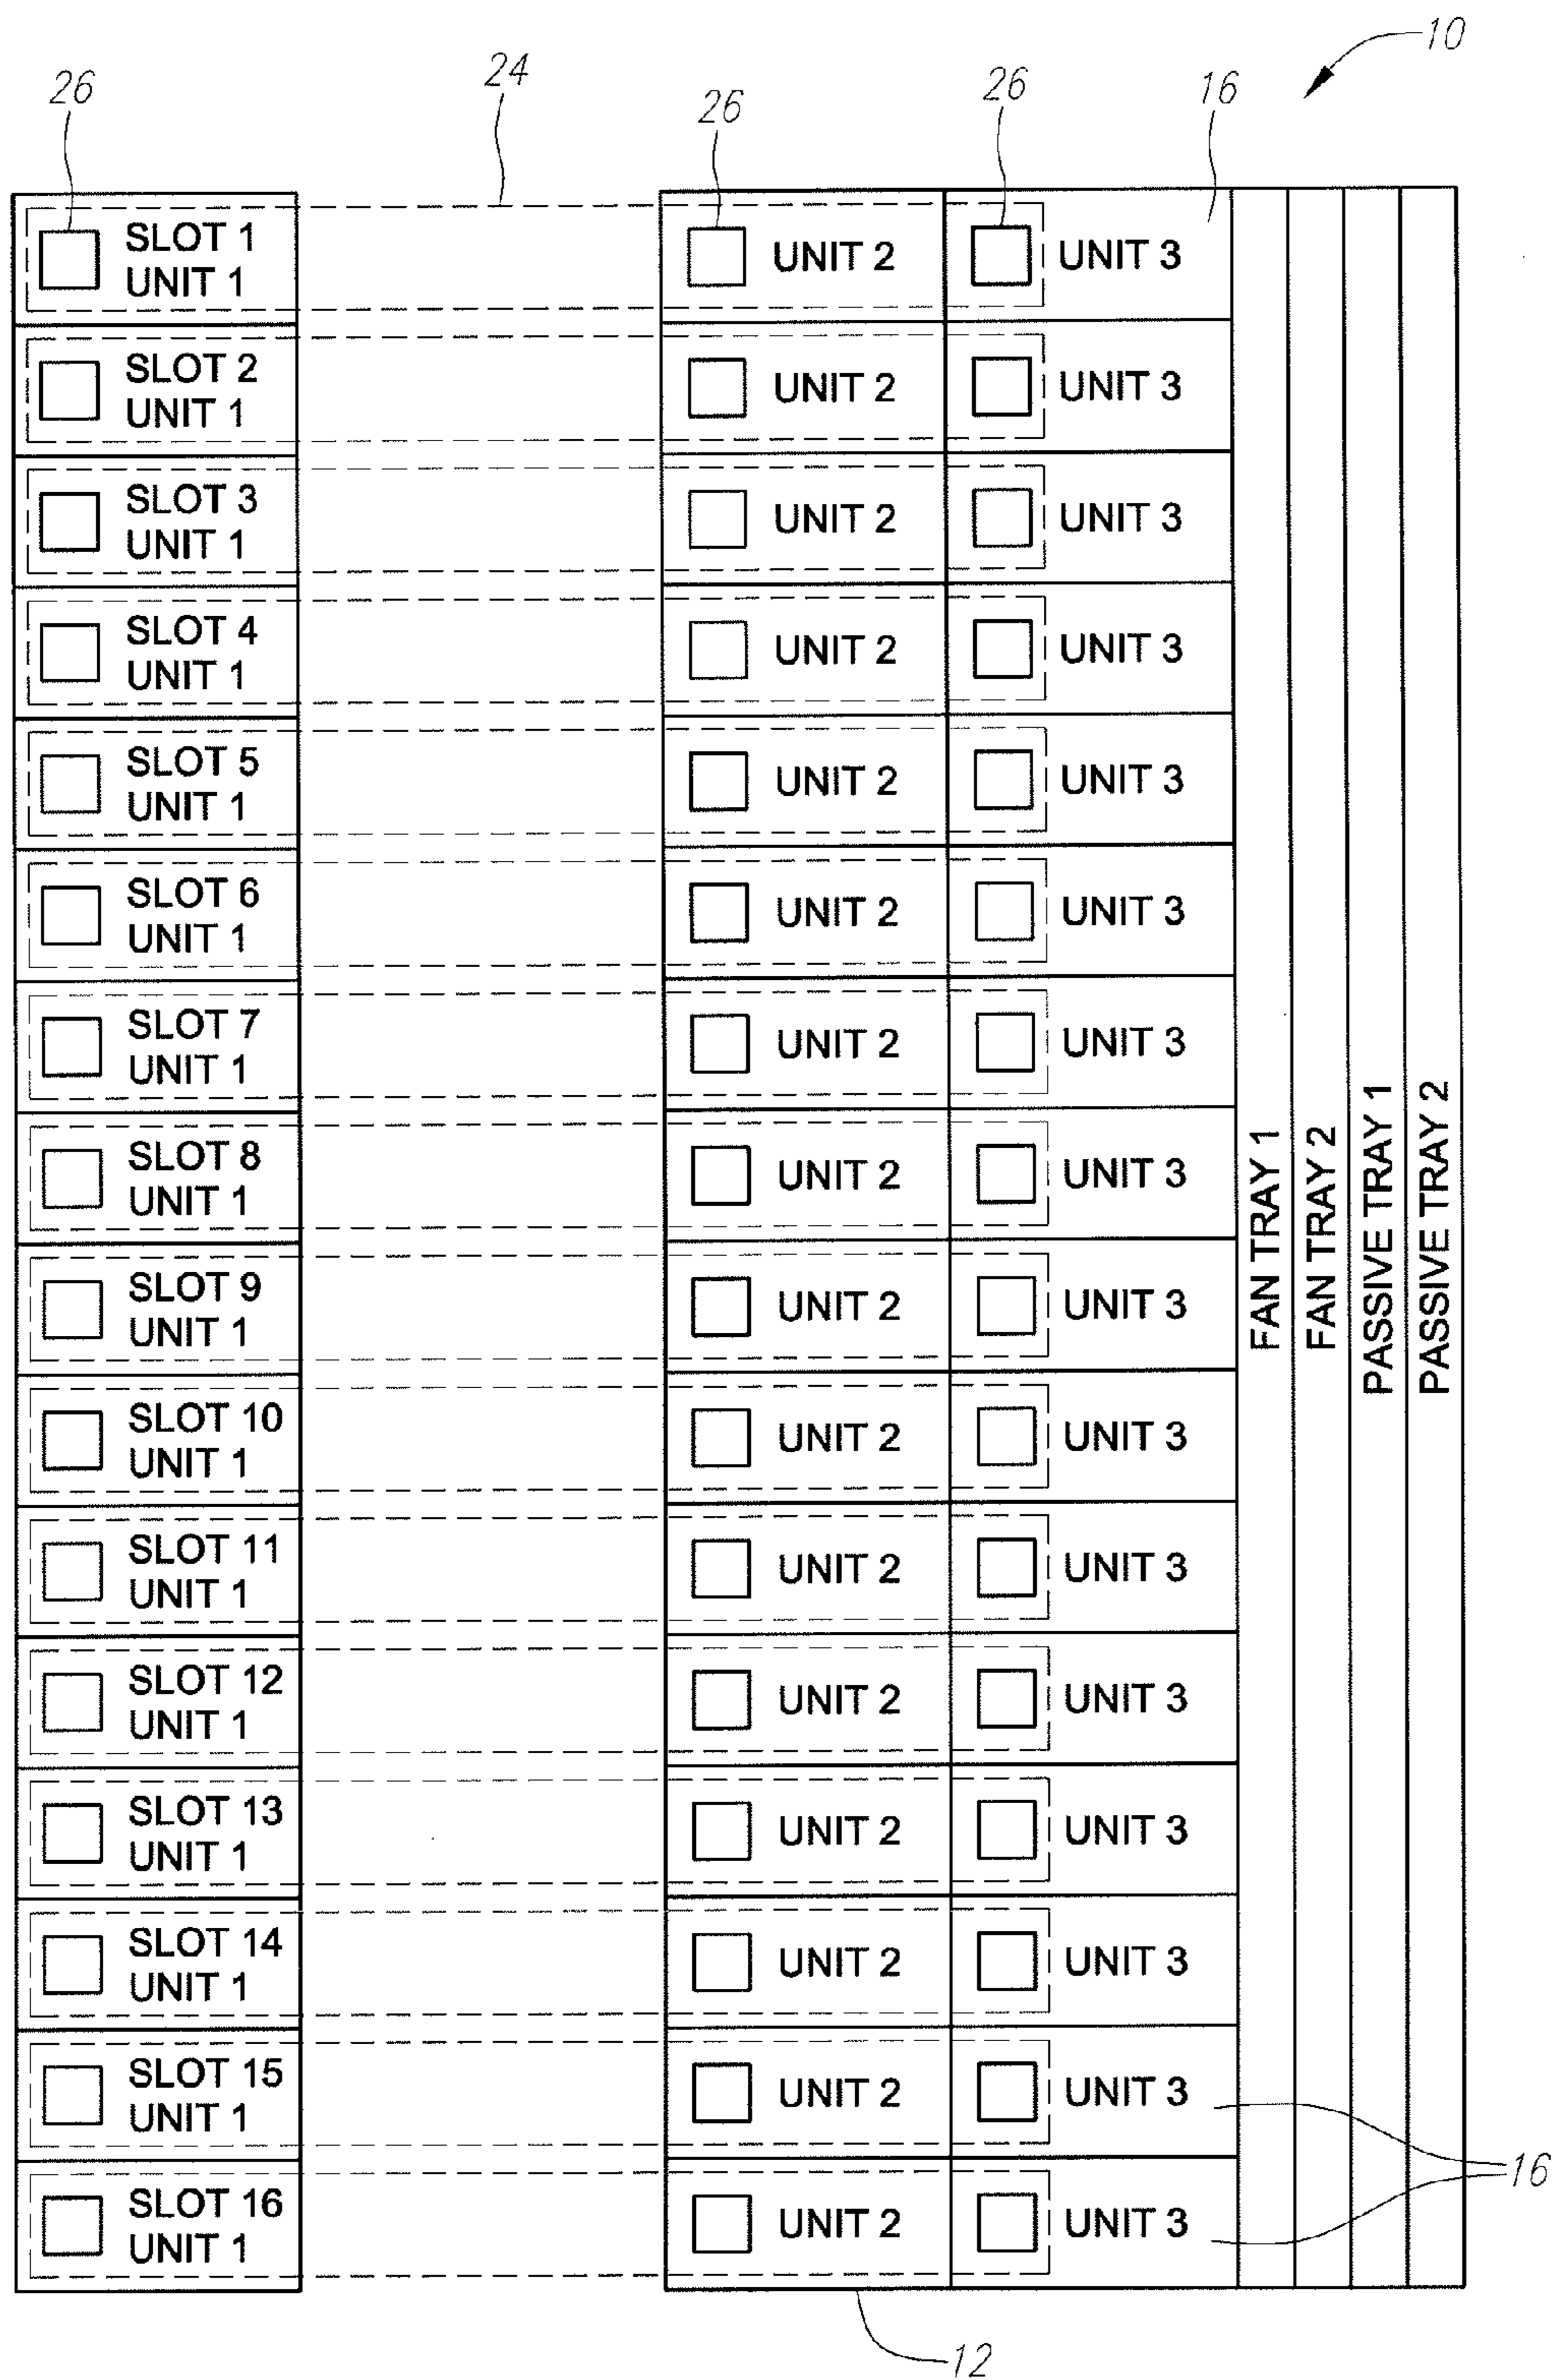 10
24
26
26
26
16
SLOT 1
UNIT 1
UNIT 2
UNIT 3
SLOT 2
UNIT 1
UNIT 2
UNIT 3
SLOT 3
UNIT 1
UNIT 2
UNIT 3
SLOT 4
UNIT 1
UNIT 2
UNIT 3
SLOT 5
UNIT 1
UNIT 2
UNIT 3
SLOT 6
UNIT 1
UNIT 2
UNIT 3
SLOT 7
UNIT 1
UNIT 2
UNIT 3
SLOT 8
UNIT 1
UNIT 2
UNIT 3
SLOT 9
UNIT 1
UNIT 2
UNIT 3
SLOT 10
UNIT 1
UNIT 2
UNIT 3
SLOT 11
UNIT 1
UNIT 2
UNIT 3
SLOT 12
UNIT 1
UNIT 2
UNIT 3
SLOT 13
UNIT 1
UNIT 2
UNIT 3
SLOT 14
UNIT 1
UNIT 2
UNIT 3
SLOT 15
UNIT 1
UNIT 2
UNIT 3
SLOT 16
UNIT 1
UNIT 2
UNIT 3
FAN TRAY 1
FAN TRAY 2
PASSIVE TRAY 1
PASSIVE TRAY 2
16
12